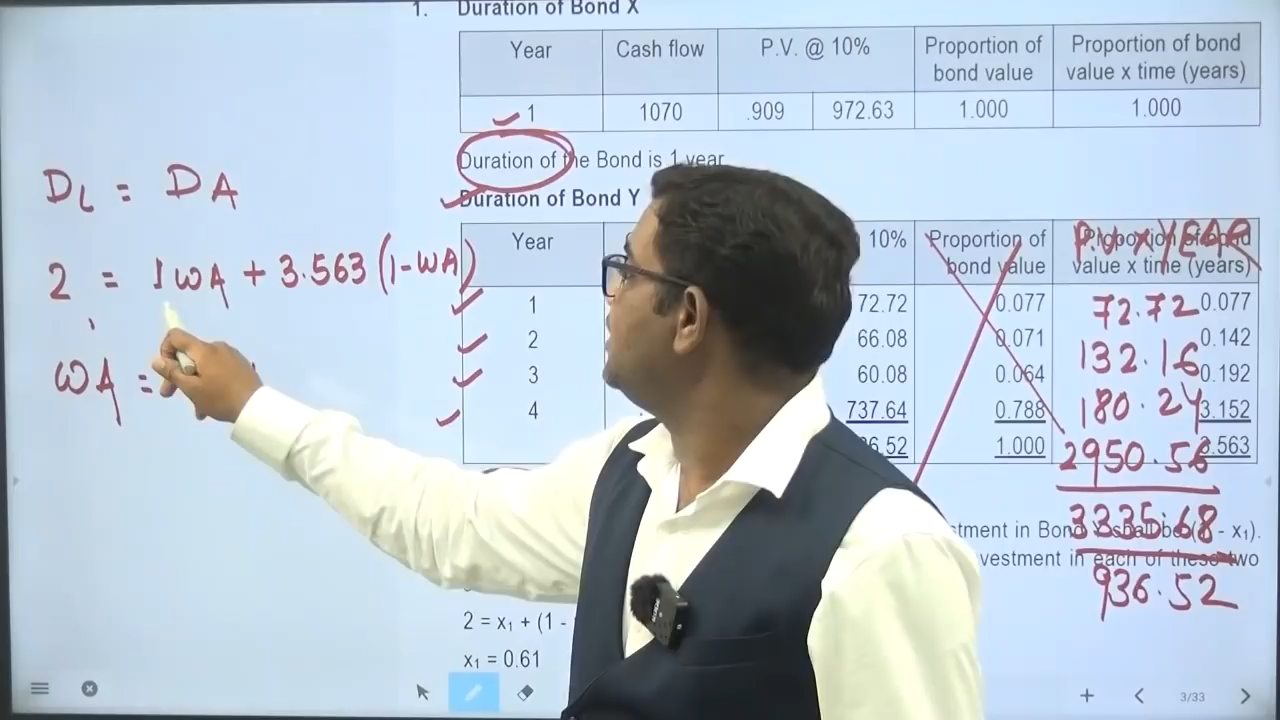 1. Duration of Bond X
Year Cash flow P.V. @ 10% Proportion of bond value Proportion of bond value x time (years)
1 1070 .909 972.63 1.000 1.000
Duration of the Bond is 1 year
Duration of Bond Y
Year 10% Proportion of bond value Proportion of bond value x time (years)
P.V x YEAR
1 72.72 0.077 72.72 0.077
2 66.08 0.071 132.16 0.142
3 60.08 0.064 180.24 0.192
4 737.64 0.788 2950.56 3.152
6.52 1.000 3.563
3335.68
936.52
stment in Bond Y shall be (1 - x₁).
vestment in each of these two
2 = x₁ + (1 -
x₁ = 0.61
DL = DA
2 = 1WA + 3.563 (1-WA)
WA =
3/33